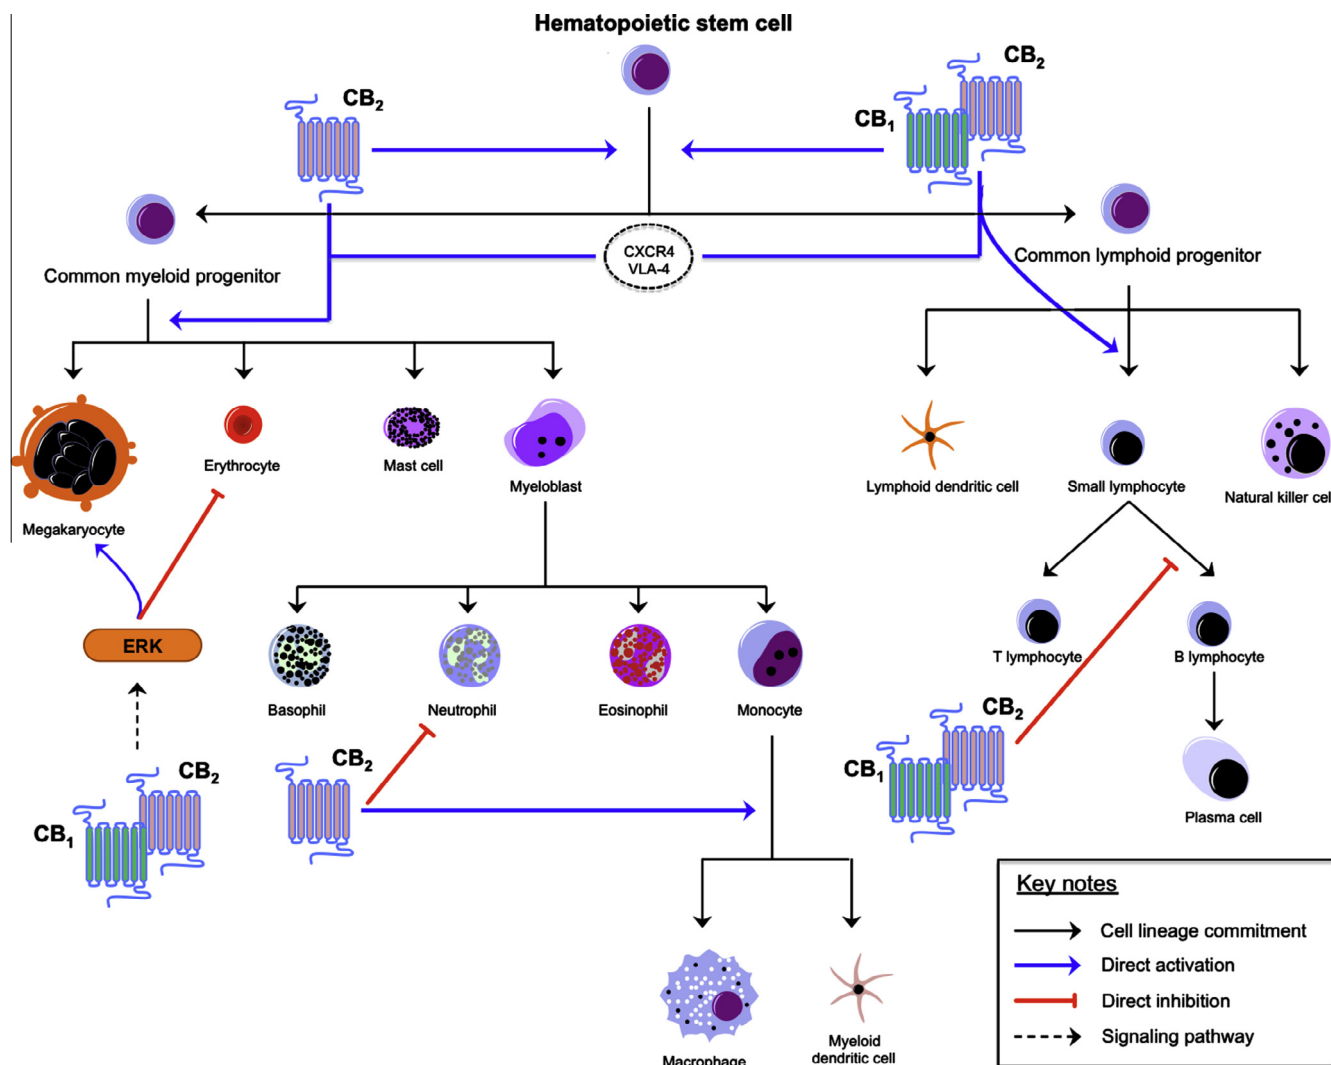 Hematopoietic stem cell
CB2
CB2
CB1
CXCR4
VLA-4
Common myeloid progenitor
Common lymphoid progenitor
Megakaryocyte
Erythrocyte
Mast cell
Myeloblast
Lymphoid dendritic cell
Small lymphocyte
Natural killer cel
ERK
Basophil
Neutrophil
Eosinophil
Monocyte
T lymphocyte
B lymphocyte
CB2
CB1
CB2
CB2
CB1
Plasma cell
Macrophage
Myeloid
dendritic cell
Key notes
Cell lineage commitment
Direct activation
Direct inhibition
Signaling pathway